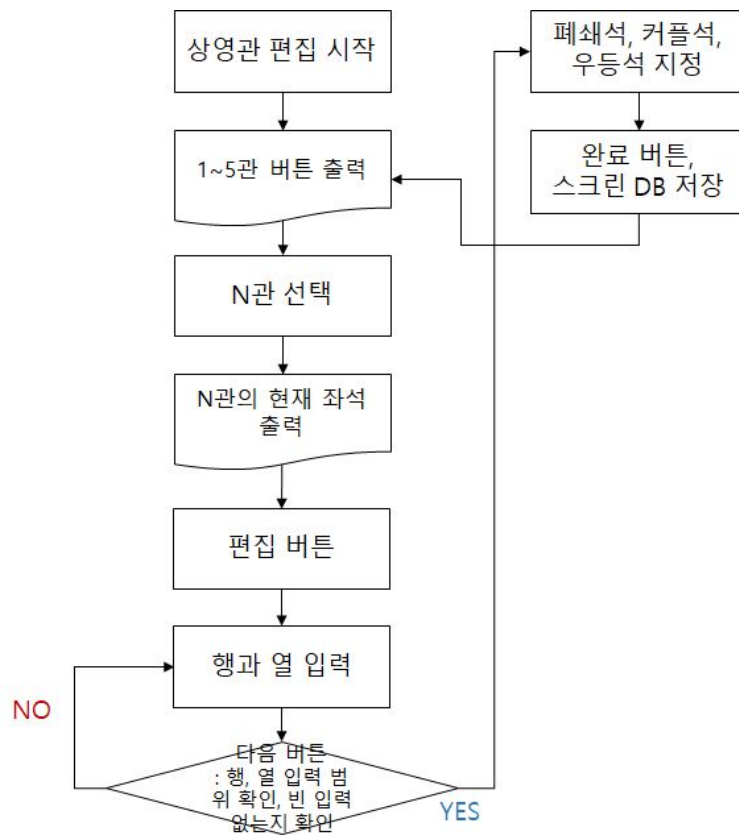 상영관 편집 시작
1~5관 버튼 출력
N관 선택
N관의 현재 좌석
출력
편집 버튼
행과 열 입력
다음 버튼
: 행, 열 입력 범
위 확인, 빈 입력
없는지 확인
NO
YES
폐쇄석, 커플석,
우등석 지정
완료 버튼,
스크린 DB 저장